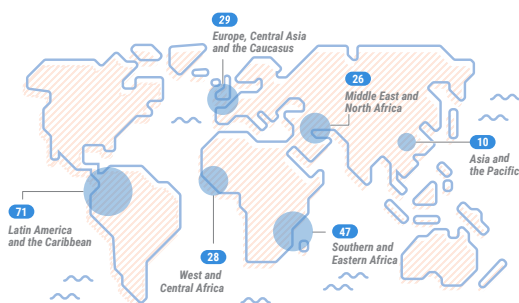 29
Europe, Central Asia
and the Caucasus
26
Middle East and
North Africa
10
Asia and
the Pacific
71
Latin America
and the Caribbean
28
West and
Central Africa
47
Southern and
Eastern Africa